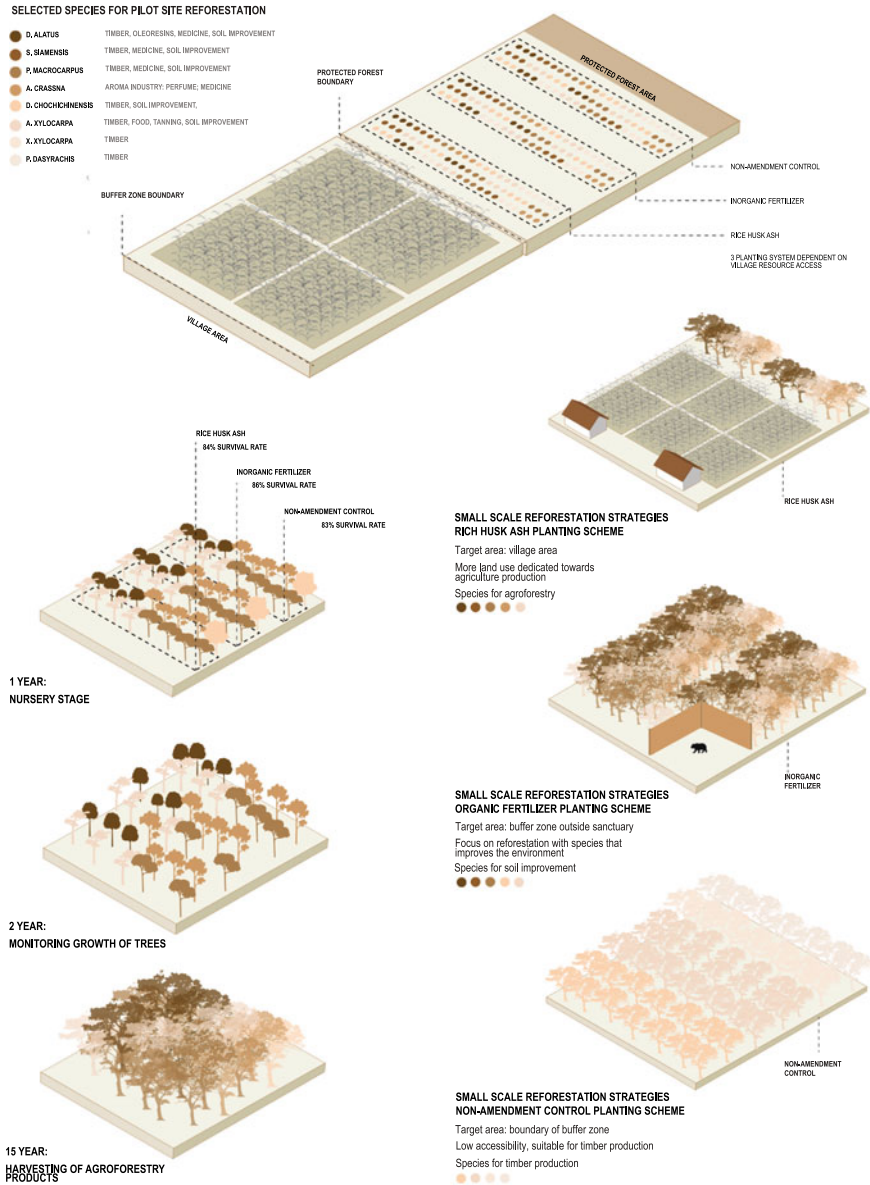 SELECTED SPECIES FOR PILOT SITE REFORESTATION
D. ALATUS TIMBER, OLEORESINS, MEDICINE, SOIL IMPROVEMENT
S. SIAMENSIS TIMBER, MEDICINE, SOIL IMPROVEMENT
P. MACROCARPUS TIMBER, MEDICINE, SOIL IMPROVEMENT
A. CRASSNA AROMA INDUSTRY: PERFUME; MEDICINE
D. CHOCHICHINENSIS TIMBER, SOIL IMPROVEMENT,
A. XYLOCARPA TIMBER, FOOD, TANNING, SOIL IMPROVEMENT
X. XYLOCARPA TIMBER
P. DASYRACHIS TIMBER
PROTECTED FOREST
BOUNDARY
PROTECTED FOREST AREA
BUFFER ZONE BOUNDARY
VILLAGE AREA
NON-AMENDMENT CONTROL
INORGANIC FERTILIZER
RICE HUSK ASH
3 PLANTING SYSTEM DEPENDENT ON
VILLAGE RESOURCE ACCESS
RICE HUSK ASH
84% SURVIVAL RATE
INORGANIC FERTILIZER
86% SURVIVAL RATE
NON-AMENDMENT CONTROL
83% SURVIVAL RATE
1 YEAR:
NURSERY STAGE
2 YEAR:
MONITORING GROWTH OF TREES
15 YEAR:
HARVESTING OF AGROFORESTRY
PRODUCTS
RICE HUSK ASH
SMALL SCALE REFORESTATION STRATEGIES
RICH HUSK ASH PLANTING SCHEME
Target area: village area
More land use dedicated towards
agriculture production
Species for agroforestry
INORGANIC
FERTILIZER
SMALL SCALE REFORESTATION STRATEGIES
ORGANIC FERTILIZER PLANTING SCHEME
Target area: buffer zone outside sanctuary
Focus on reforestation with species that
improves the environment
Species for soil improvement
NON-AMENDMENT
CONTROL
SMALL SCALE REFORESTATION STRATEGIES
NON-AMENDMENT CONTROL PLANTING SCHEME
Target area: boundary of buffer zone
Low accessibility, suitable for timber production
Species for timber production